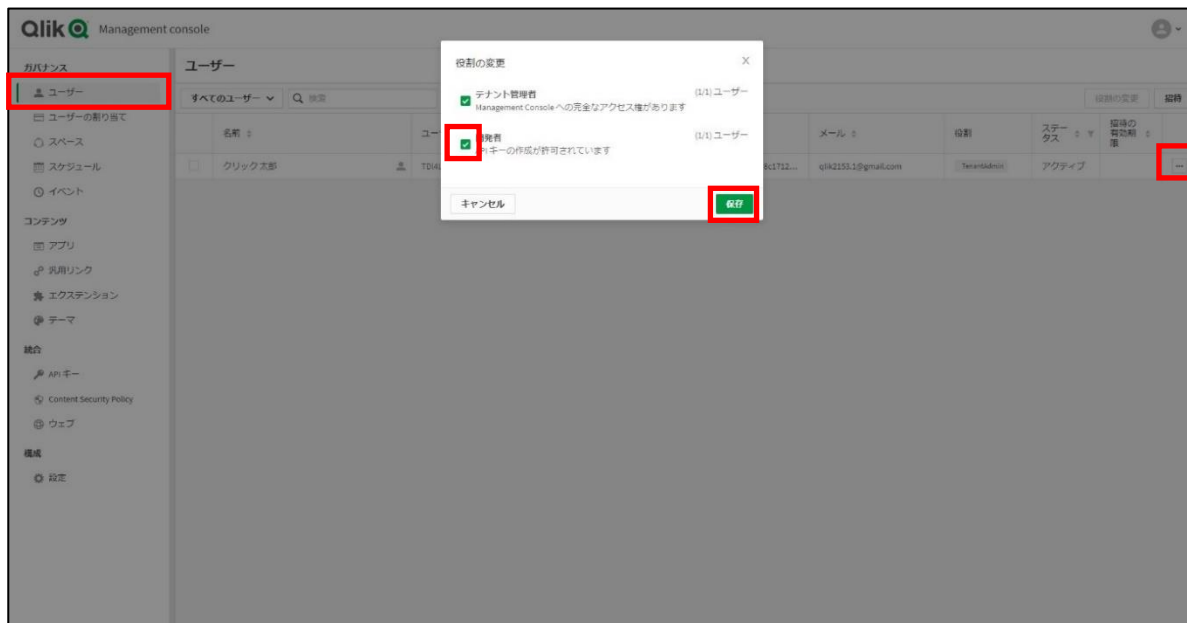 Qlik Management console
ガバナンス
ユーザー
ユーザーの割り当て
スペース
スケジュール
イベント
コンテンツ
アプリ
汎用リンク
エクステンション
テーマ
統合
API キー
Content Security Policy
ウェブ
構成
設定
ユーザー
すべてのユーザー
検索
役割の変更
招待
名前
ユー
メール
役割
ステー
タス
招待の
有効期
限
クリック太郎
qlik2153.1@gmail.com
TenantAdmin
アクティブ
...
役割の変更
X
テナント管理者
(1/1) ユーザー
Management Console への完全なアクセス権があります
開発者
(1/1) ユーザー
PI キーの作成が許可されています
キャンセル
保存